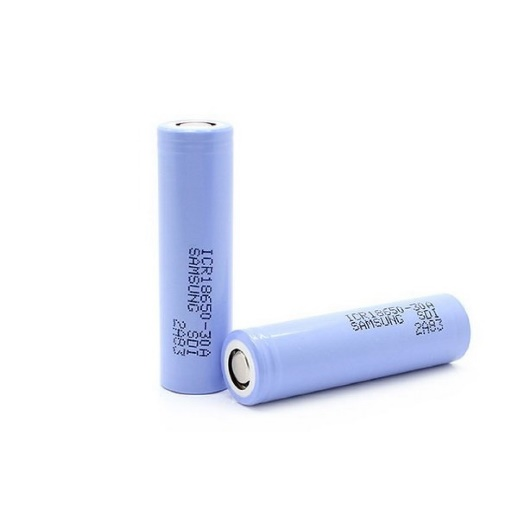 ICR18650-30A
SAMSUNG SDI
2A83
ICR18650-30A
SAMSUNG SDI
2A83